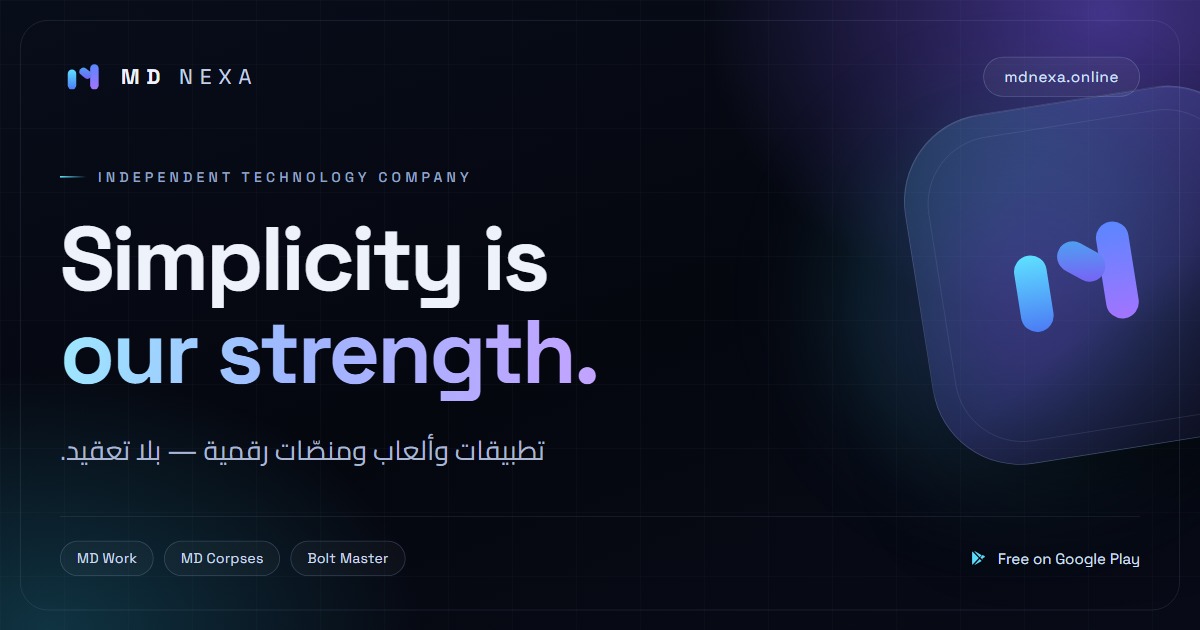 MD NEXA
mdnexa.online
INDEPENDENT TECHNOLOGY COMPANY
Simplicity is
our strength.
تطبيقات وألعاب ومنصّات رقمية — بلا تعقيد.
MD Work
MD Corpses
Bolt Master
Free on Google Play